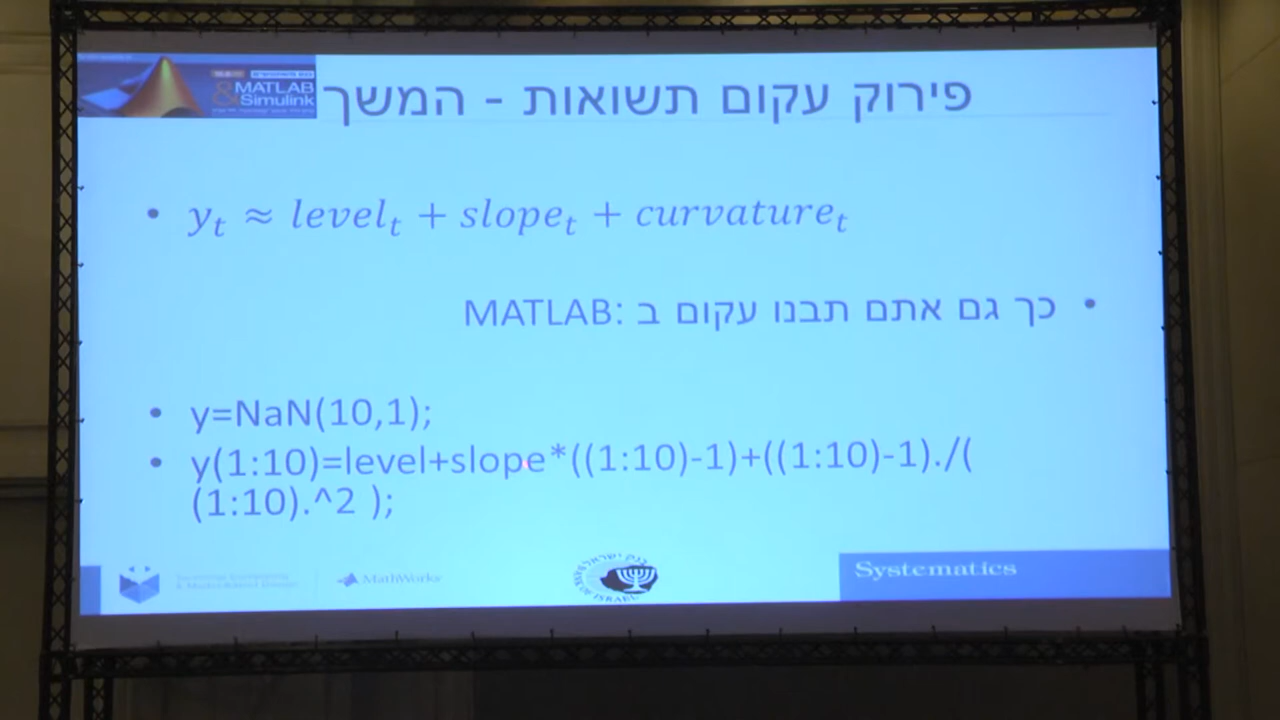 MATLAB
& Simulink
פירוק עקום תשואות - המשך
• y_t ≈ level_t + slope_t + curvature_t
• כך גם אתם תבנו עקום ב MATLAB:
• y=NaN(10,1);
• y(1:10)=level+slope*((1:10)-1)+((1:10)-1)./(
(1:10).^2 );
MathWorks
Systematics